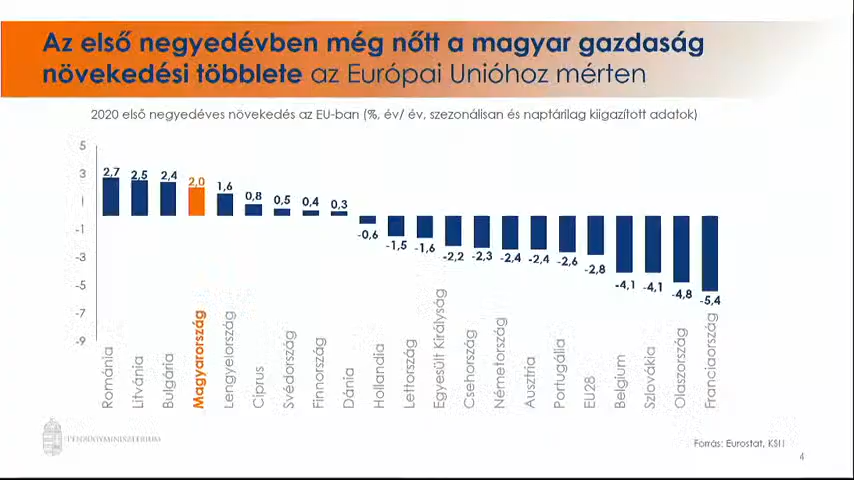 Az első negyedévben még nőtt a magyar gazdaság
növekedési többlete az Európai Unióhoz mérten
2020 első negyedéves növekedés az EU-ban (%, év/ év, szezonálisan és naptárilag kiigazított adatok)
5
3
1
-1
-3
-5
-7
-9
2,7
2,5
2,4
2,0
1,6
0,8
0,5
0,4
0,3
-0,6
-1,5
-1,6
-2,2
-2,3
-2,4
-2,4
-2,6
-2,8
-4,1
-4,1
-4,8
-5,4
Románia
Litvánia
Bulgária
Magyarország
Lengyelország
Ciprus
Svédország
Finnország
Dánia
Hollandia
Lettország
Egyesült Királyság
Csehország
Németország
Ausztria
Portugália
EU28
Belgium
Szlovákia
Olaszország
Franciaország
PÉNZÜGYMINISZTÉRIUM
Forrás: Eurostat, KSH
4